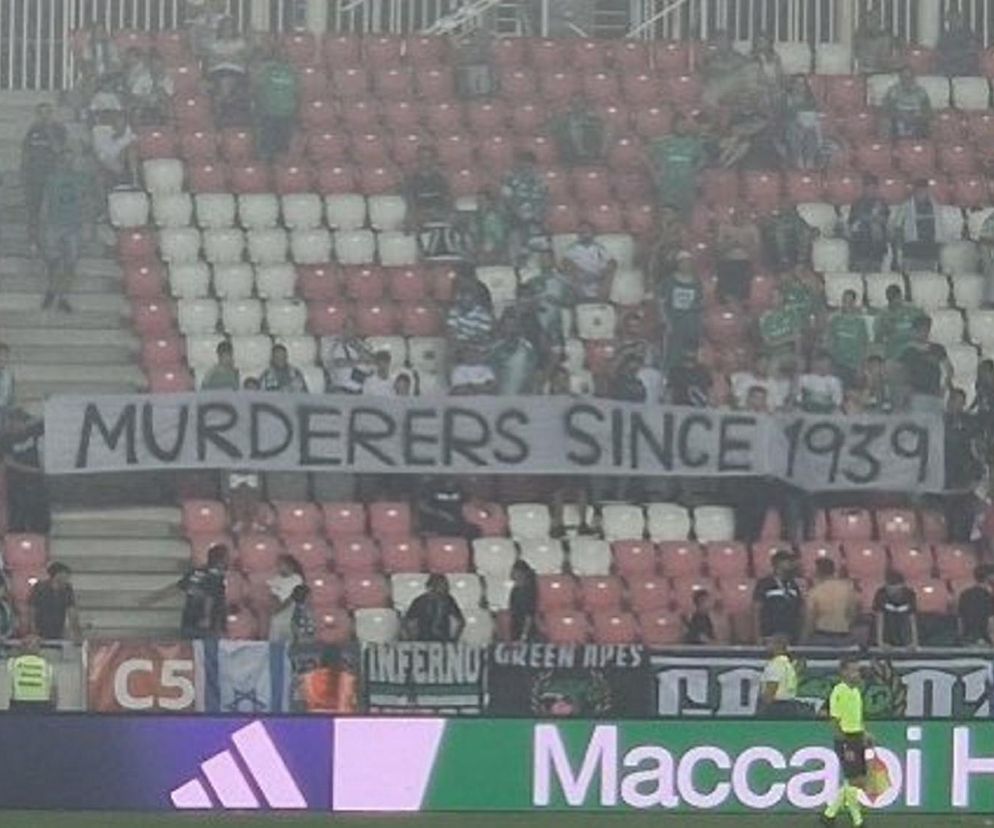 MURDERERS SINCE 1939
C5
INFERNO
GREEN APES
Maccabi H